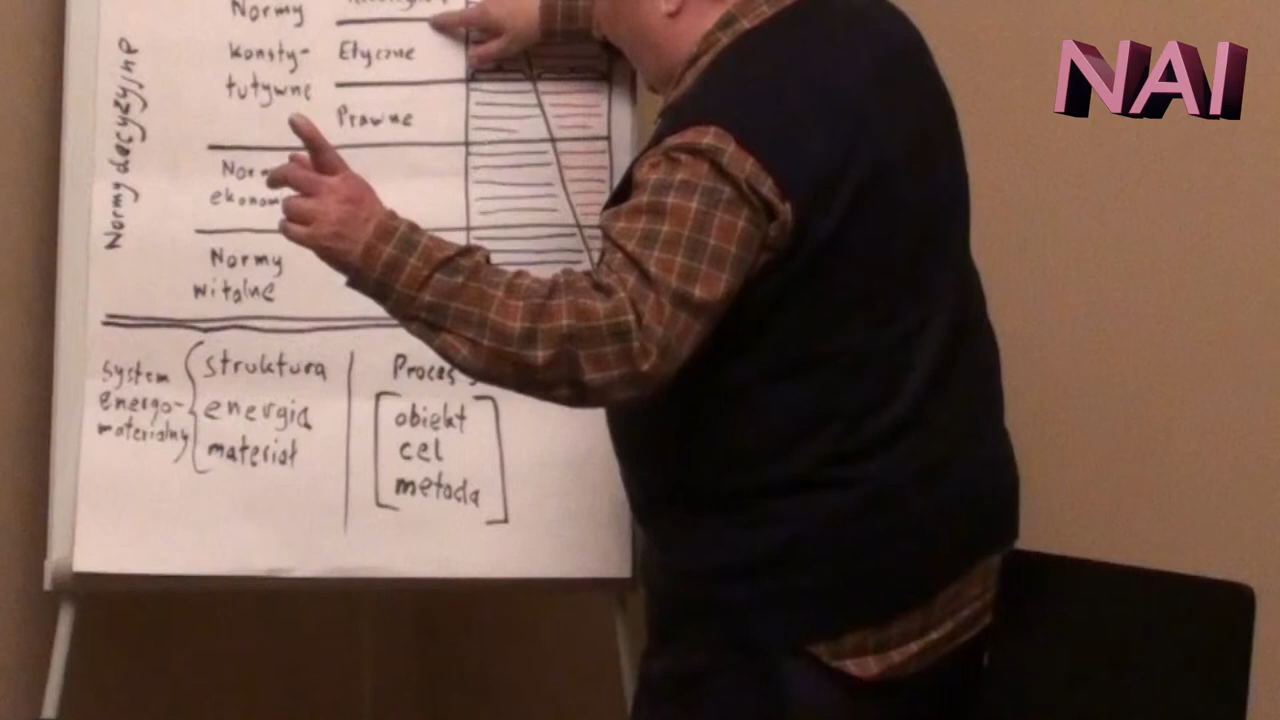 NAI
Normy decyzyjne
Normy
konsty-
tutywne
Etyczne
Prawne
Normy
witalne
System
energo-
materialny
struktura
energia
materiał
obiekt
cel
metoda